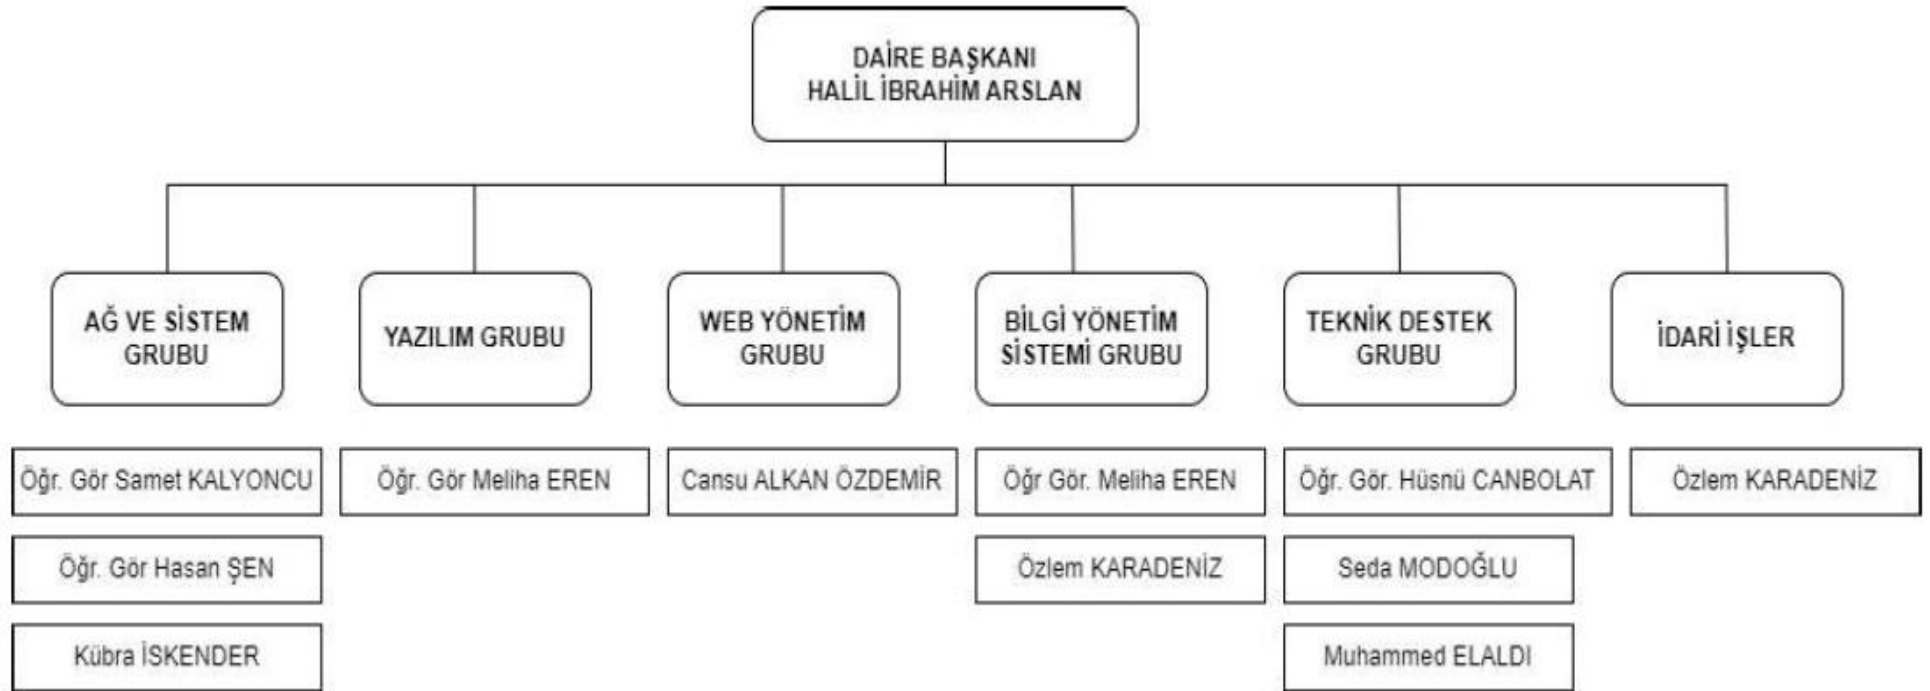 DAİRE BAŞKANI
HALİL İBRAHİM ARSLAN
AĞ VE SİSTEM
GRUBU
YAZILIM GRUBU
WEB YÖNETİM
GRUBU
BİLGİ YÖNETİM
SİSTEMİ GRUBU
TEKNİK DESTEK
GRUBU
İDARİ İŞLER
Öğr. Gör Samet KALYONCU
Öğr. Gör Meliha EREN
Cansu ALKAN ÖZDEMİR
Öğr Gör. Meliha EREN
Öğr. Gör. Hüsnü CANBOLAT
Özlem KARADENİZ
Öğr. Gör Hasan ŞEN
Özlem KARADENİZ
Seda MODOĞLU
Kübra İSKENDER
Muhammed ELALDI